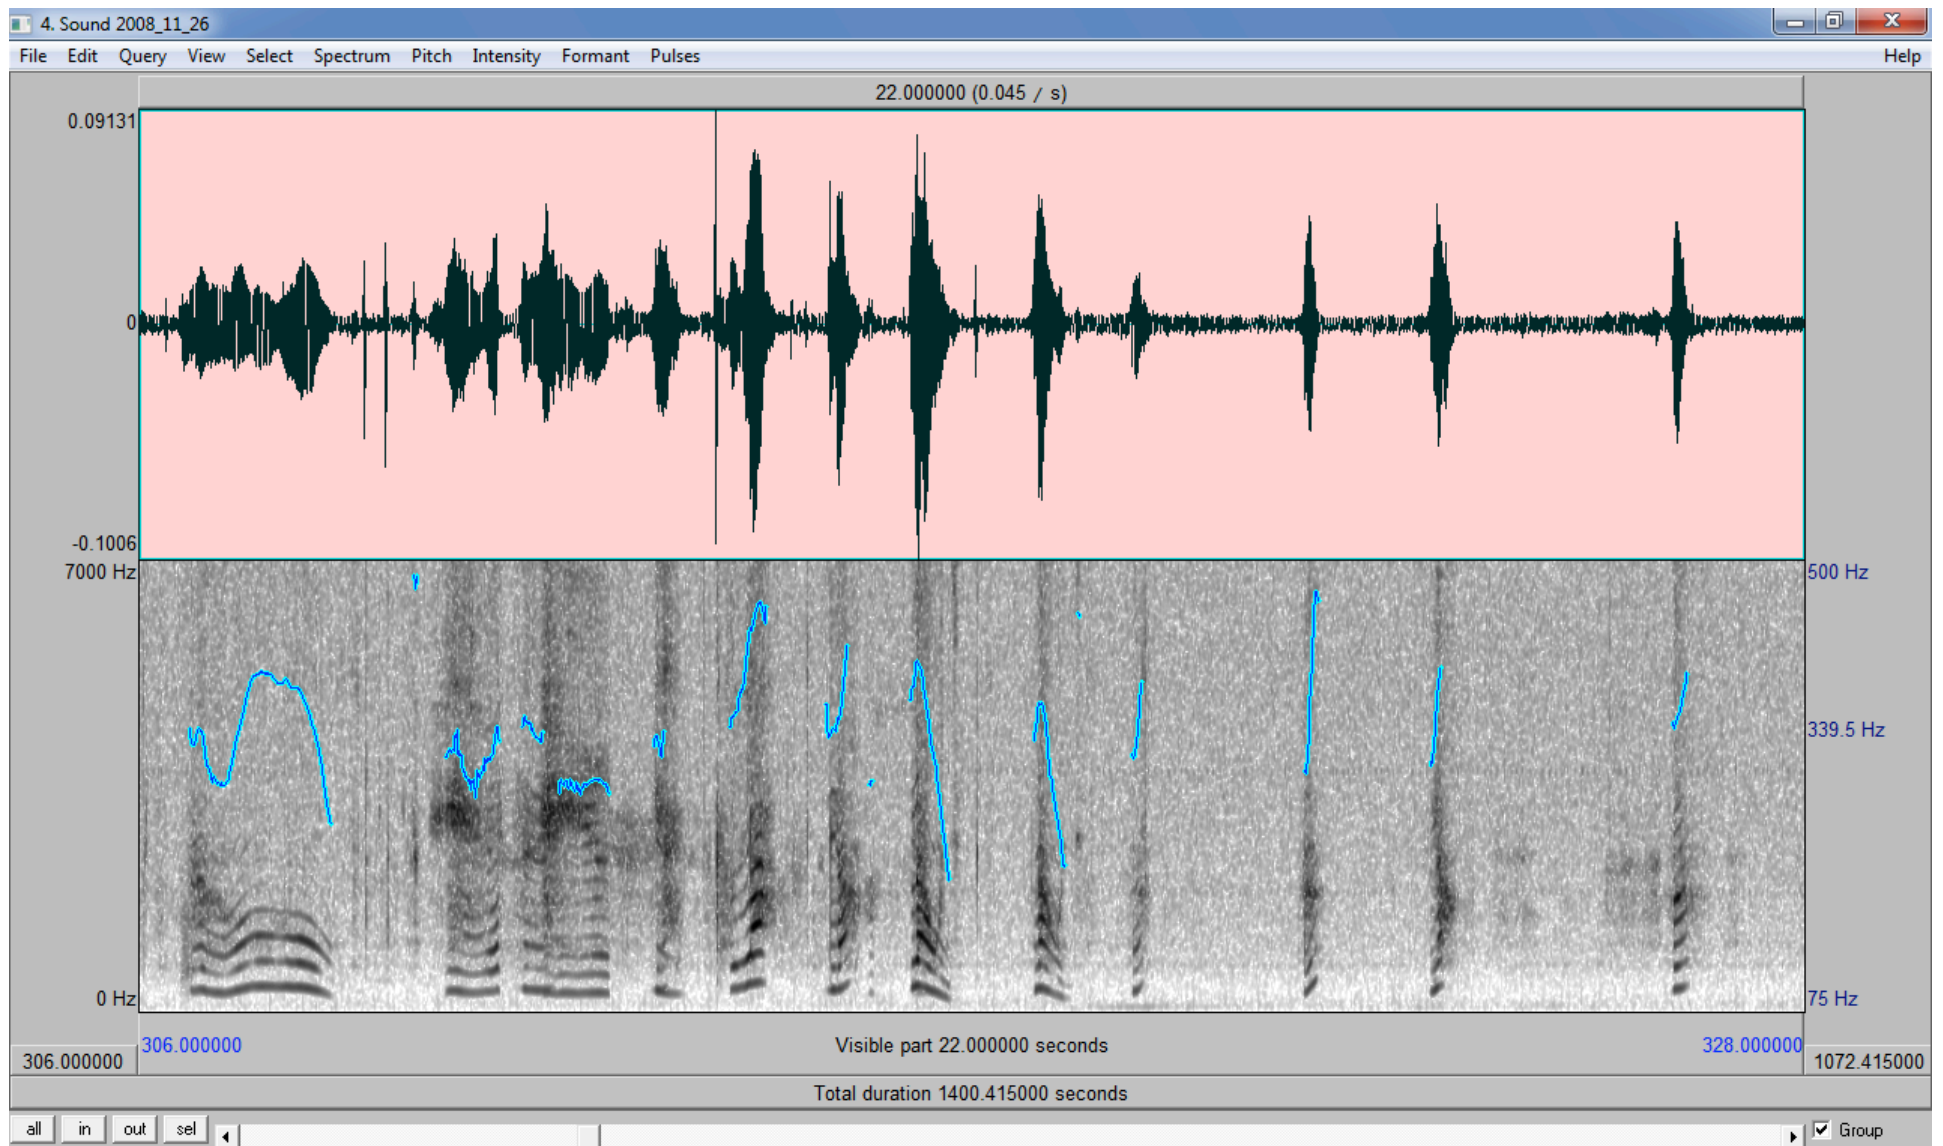 4. Sound 2008_11_26
File Edit Query View Select Spectrum Pitch Intensity Formant Pulses Help
22.000000 (0.045 / s)
0.09131
0
-0.1006
7000 Hz 500 Hz
339.5 Hz
0 Hz 75 Hz
306.000000 Visible part 22.000000 seconds 328.000000
306.000000 1072.415000
Total duration 1400.415000 seconds
all in out sel Group